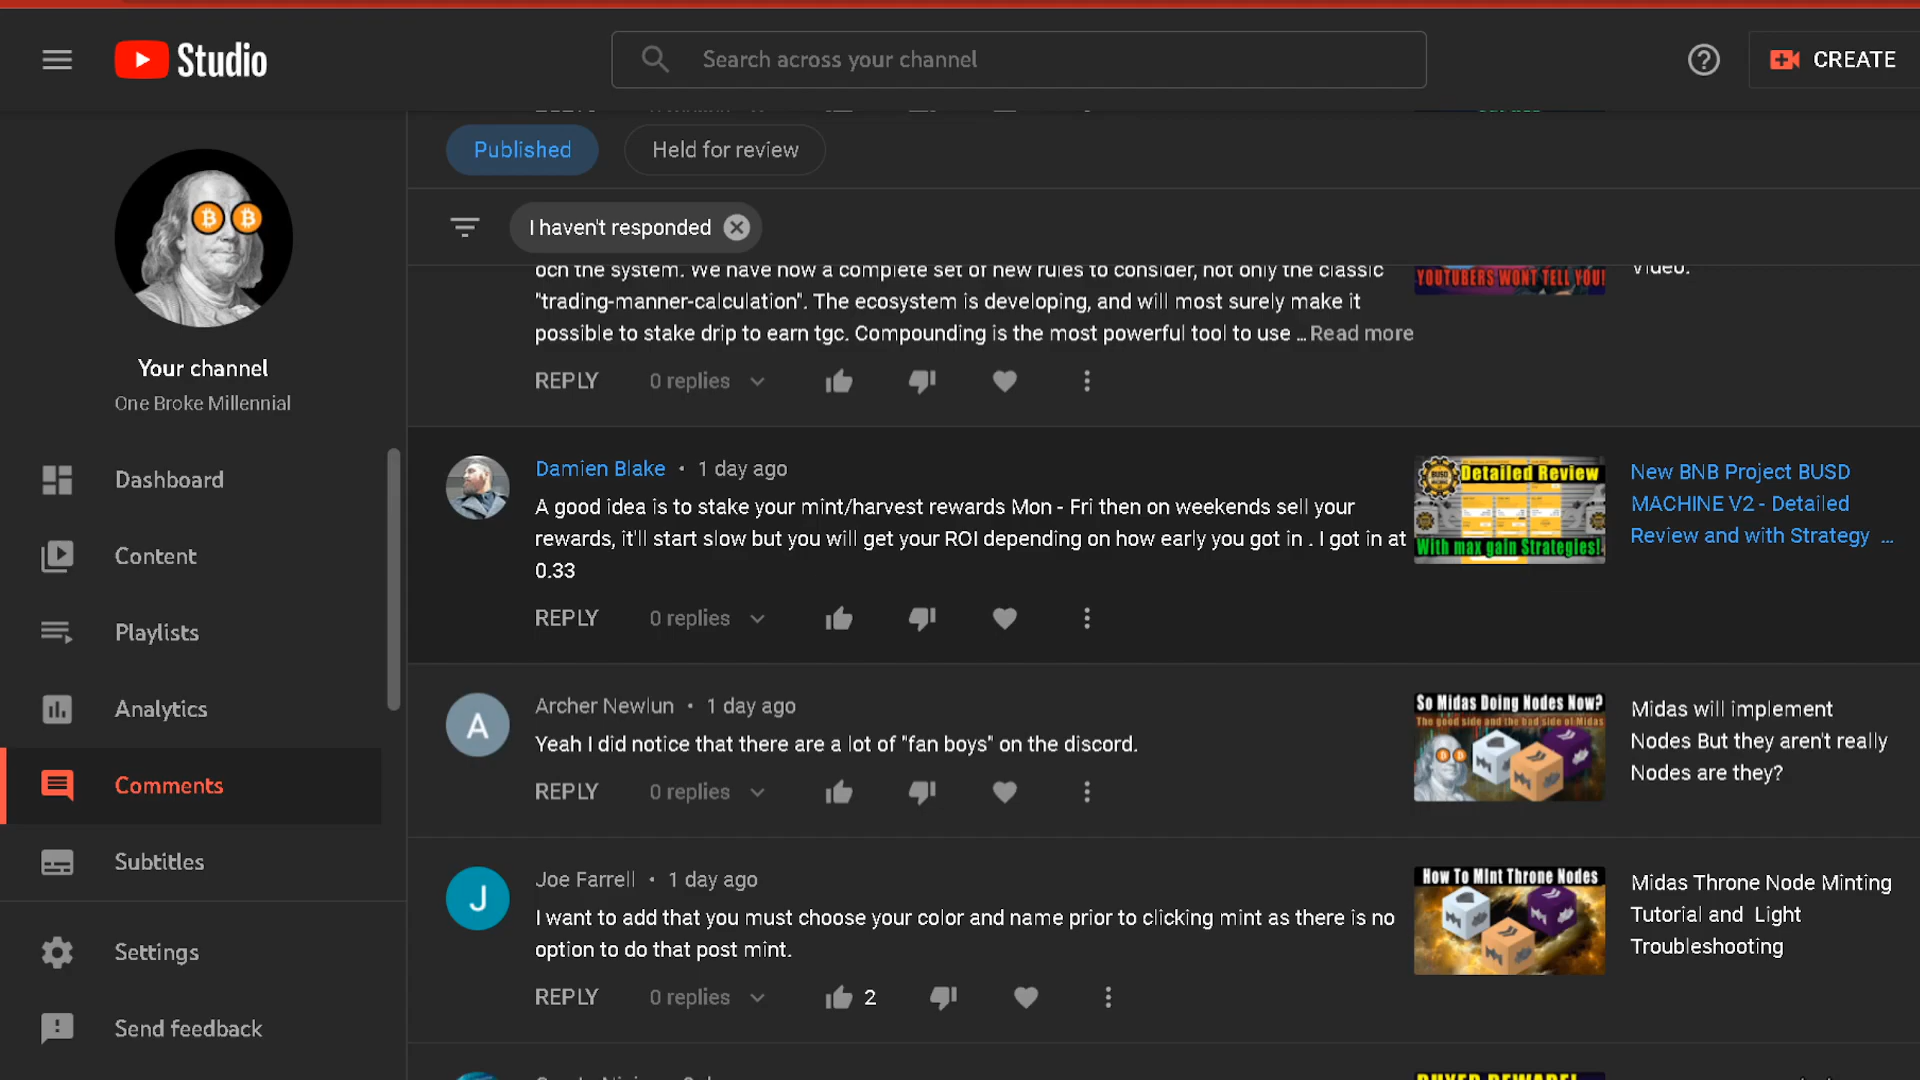 Studio
Search across your channel
CREATE
Published
Held for review
I haven't responded
Your channel
One Broke Millennial
Dashboard
Content
Playlists
Analytics
Comments
Subtitles
Settings
Send feedback
och the system. We have now a complete set of new rules to consider, not only the classic
"trading-manner-calculation". The ecosystem is developing, and will most surely make it
possible to stake drip to earn tgc. Compounding is the most powerful tool to use ... Read more
REPLY 0 replies
YOUTUBERS WONT TELL YOU!
video.
Damien Blake • 1 day ago
A good idea is to stake your mint/harvest rewards Mon - Fri then on weekends sell your
rewards, it'll start slow but you will get your ROI depending on how early you got in . I got in at
0.33
REPLY 0 replies
Detailed Review
With max gain Strategies!
New BNB Project BUSD
MACHINE V2 - Detailed
Review and with Strategy ...
A
Archer Newlun • 1 day ago
Yeah I did notice that there are a lot of "fan boys" on the discord.
REPLY 0 replies
So Midas Doing Nodes Now?
The good side and the bad side of Midas
Midas will implement
Nodes But they aren't really
Nodes are they?
J
Joe Farrell • 1 day ago
I want to add that you must choose your color and name prior to clicking mint as there is no
option to do that post mint.
REPLY 0 replies 2
How To Mint Throne Nodes
Midas Throne Node Minting
Tutorial and Light
Troubleshooting
BUYER BEWARE!